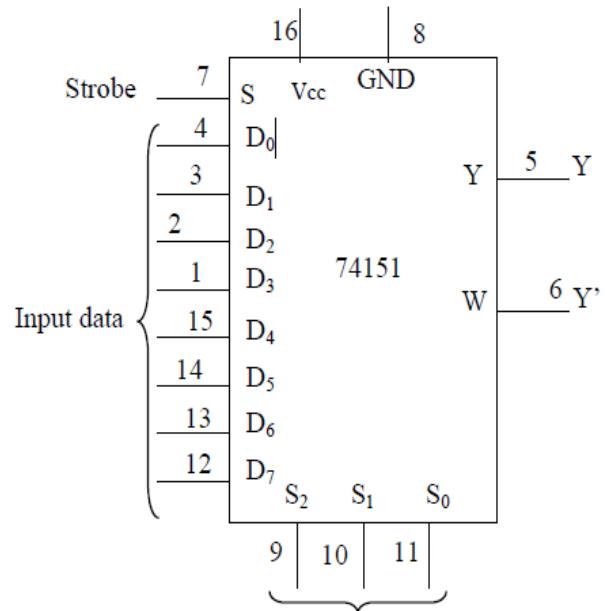 16 8
7 Vcc GND
Strobe S
4 D₀
3 D₁
5
Y Y
2 D₂
74151
1 D₃
6
W Y’
Input data
15 D₄
14 D₅
13 D₆
12 D₇
S₂ S₁ S₀
9 10 11